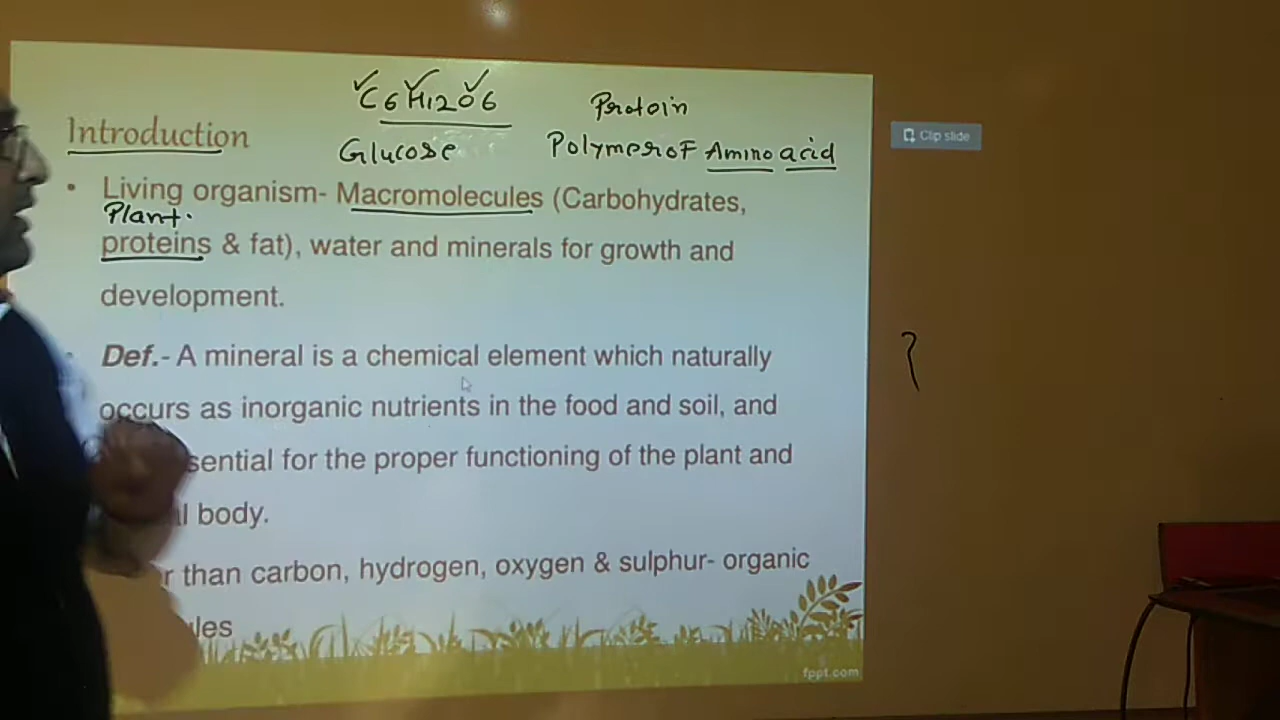 C6H12O6
Protein
Glucose
Polymer of Amino acid
Clip slide
Introduction
• Living organism- Macromolecules (Carbohydrates,
Plant.
proteins & fat), water and minerals for growth and
development.
Def.- A mineral is a chemical element which naturally
occurs as inorganic nutrients in the food and soil, and
sential for the proper functioning of the plant and
l body.
r than carbon, hydrogen, oxygen & sulphur- organic
les
fppt.com